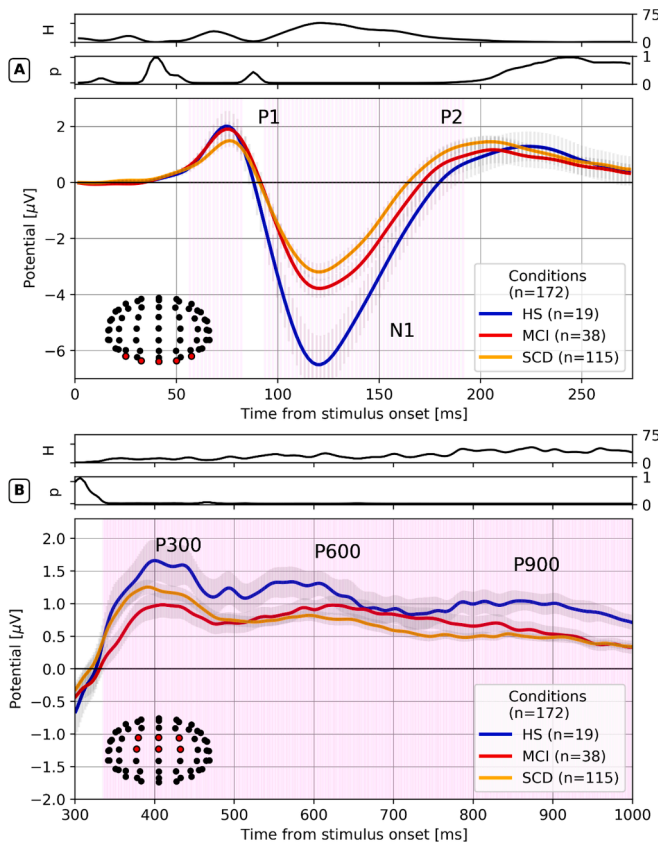 H
75
0
A
p
1
0
P1
P2
2
0
−2
−4
−6
Potential [μV]
N1
Conditions
(n=172)
HS (n=19)
MCI (n=38)
SCD (n=115)
0
50
100
150
200
250
Time from stimulus onset [ms]
H
75
0
B
p
1
0
P300
P600
P900
2.0
1.5
1.0
0.5
0.0
−0.5
−1.0
−1.5
−2.0
Potential [μV]
Conditions
(n=172)
HS (n=19)
MCI (n=38)
SCD (n=115)
300
400
500
600
700
800
900
1000
Time from stimulus onset [ms]